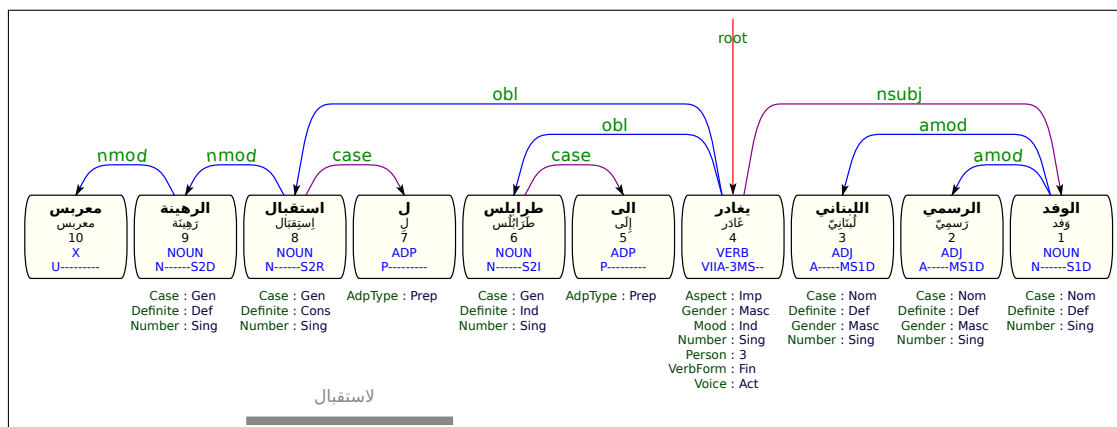 root
obl
nsubj
obl
amod
nmod
nmod
case
case
amod
الوفد
وَفد
1
NOUN
N------S1D
Case : Nom
Definite : Def
Number : Sing
الرسمي
رَسمِيّ
2
ADJ
A-----MS1D
Case : Nom
Definite : Def
Gender : Masc
Number : Sing
اللبناني
لُبنَانِيّ
3
ADJ
A-----MS1D
Case : Nom
Definite : Def
Gender : Masc
Number : Sing
يغادر
غَادَر
4
VERB
VIIA-3MS--
Aspect : Imp
Gender : Masc
Mood : Ind
Number : Sing
Person : 3
VerbForm : Fin
Voice : Act
الى
إِلَى
5
ADP
P---------
AdpType : Prep
طرابلس
طَرَابُلُس
6
NOUN
N------S2I
Case : Gen
Definite : Ind
Number : Sing
ل
لِ
7
ADP
P---------
AdpType : Prep
استقبال
اِستِقبَال
8
NOUN
N------S2R
Case : Gen
Definite : Cons
Number : Sing
الرهينة
رَهِينَة
9
NOUN
N------S2D
Case : Gen
Definite : Def
Number : Sing
معربس
معربس
10
X
U---------
لاستقبال